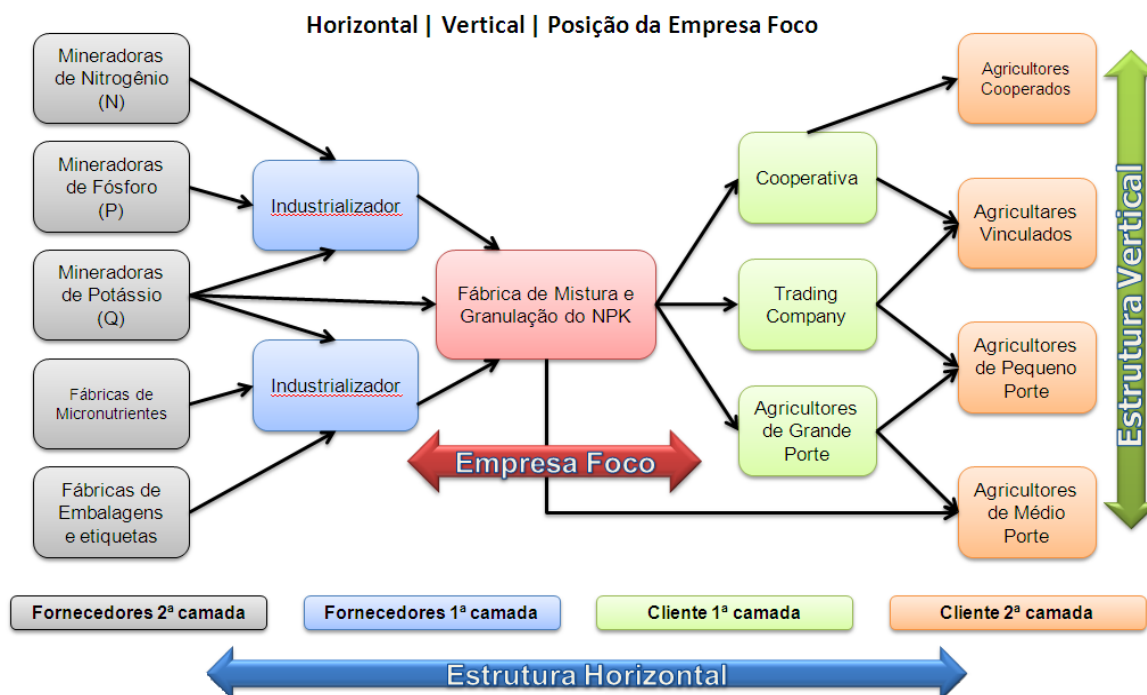 Horizontal | Vertical | Posição da Empresa Foco
Mineradoras
de Nitrogênio
(N)
Mineradoras
de Fósforo
(P)
Mineradoras
de Potássio
(Q)
Fábricas de
Micronutrientes
Fábricas de
Embalagens
e etiquetas
Industrializador
Industrializador
Fábrica de Mistura e
Granulação do NPK
Empresa Foco
Cooperativa
Trading
Company
Agricultores
de Grande
Porte
Agricultores
Cooperados
Agricultares
Vinculados
Agricultores
de Pequeno
Porte
Agricultores
de Médio
Porte
Estrutura Vertical
Fornecedores 2ª camada
Fornecedores 1ª camada
Cliente 1ª camada
Cliente 2ª camada
Estrutura Horizontal